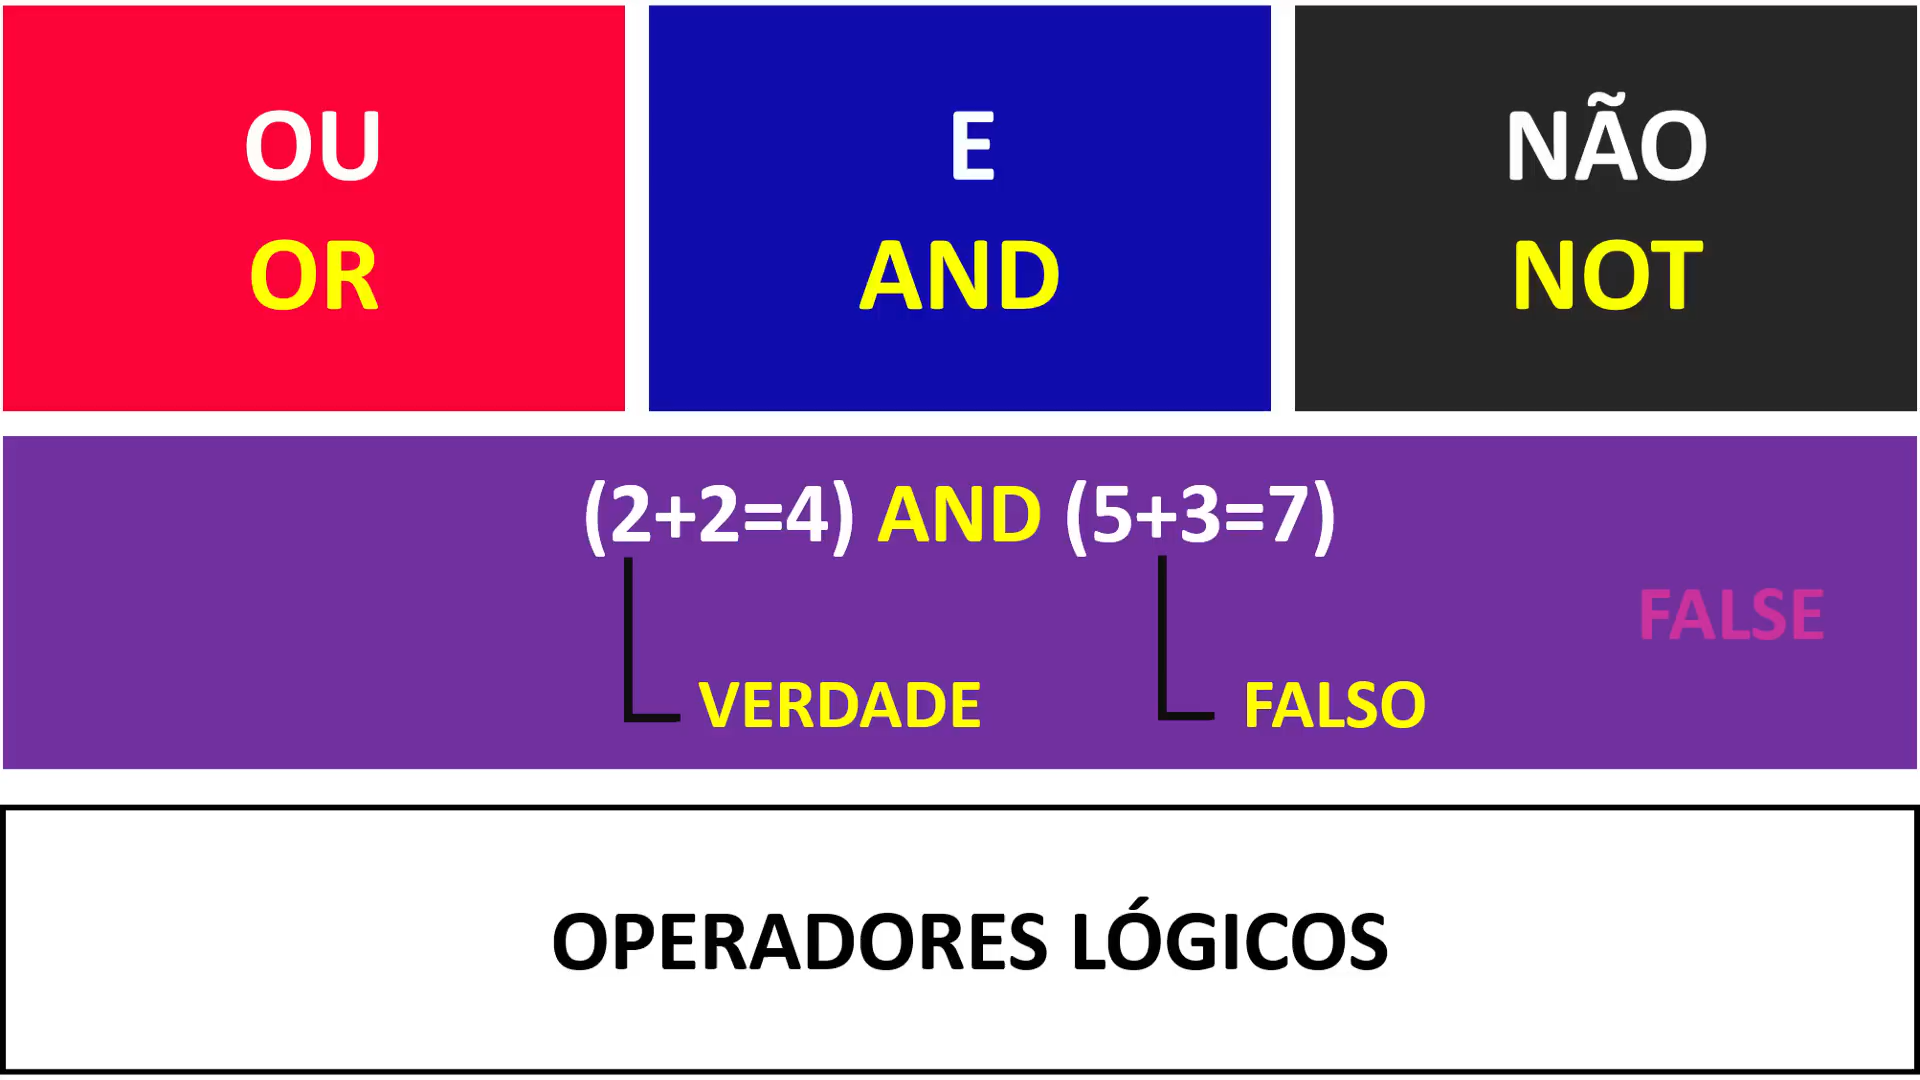 OU
OR
E
AND
NÃO
NOT
(2+2=4) AND (5+3=7)
FALSE
VERDADE
FALSO
OPERADORES LÓGICOS